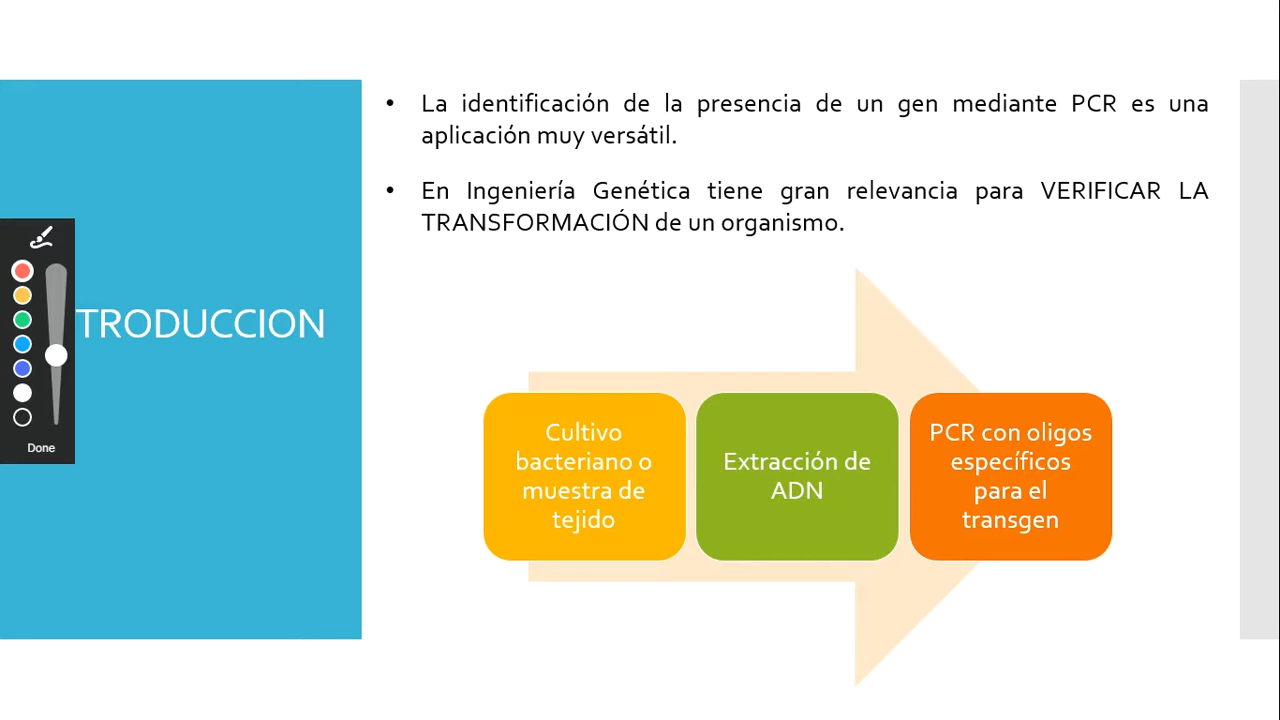 TRODUCCION
• La identificación de la presencia de un gen mediante PCR es una
aplicación muy versátil.
• En Ingeniería Genética tiene gran relevancia para VERIFICAR LA
TRANSFORMACIÓN de un organismo.
Cultivo
bacteriano o
muestra de
tejido
Extracción de
ADN
PCR con oligos
específicos
para el
transgen
Done